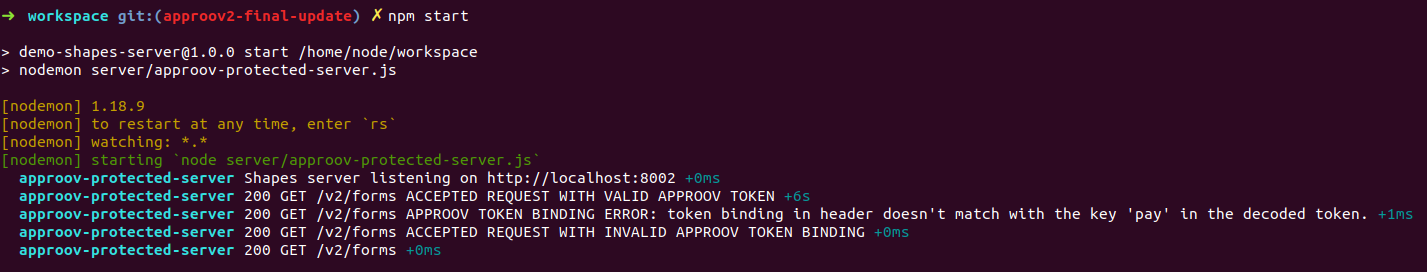 ➜ workspace git:(approov2-final-update) ✗ npm start
> demo-shapes-server@1.0.0 start /home/node/workspace
> nodemon server/approov-protected-server.js
[nodemon] 1.18.9
[nodemon] to restart at any time, enter `rs`
[nodemon] watching: *.*
[nodemon] starting `node server/approov-protected-server.js`
approov-protected-server Shapes server listening on http://localhost:8002 +0ms
approov-protected-server 200 GET /v2/forms ACCEPTED REQUEST WITH VALID APPROOV TOKEN +6s
approov-protected-server 200 GET /v2/forms APPROOV TOKEN BINDING ERROR: token binding in header doesn't match with the key 'pay' in the decoded token. +1ms
approov-protected-server 200 GET /v2/forms ACCEPTED REQUEST WITH INVALID APPROOV TOKEN BINDING +0ms
approov-protected-server 200 GET /v2/forms +0ms